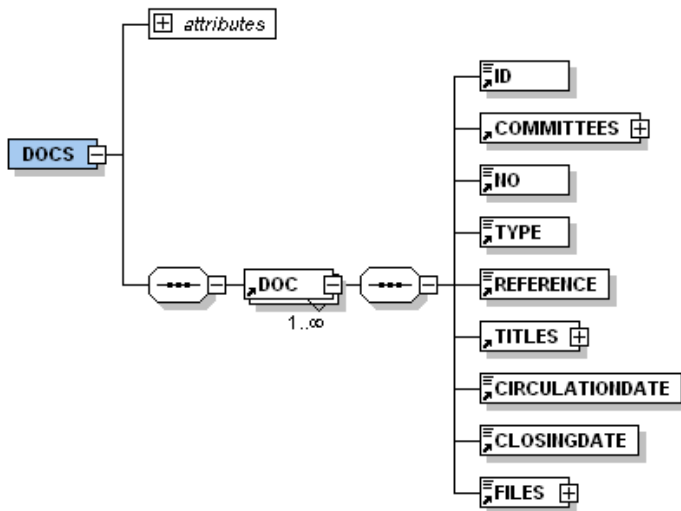 attributes
DOCS
DOC
1..∞
ID
COMMITTEES
NO
TYPE
REFERENCE
TITLES
CIRCULATIONDATE
CLOSINGDATE
FILES